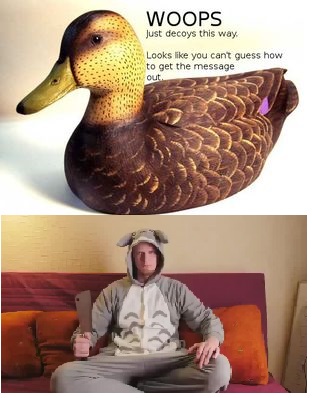 WOOPS
Just decoys this way.
Looks like you can't guess how
to get the message
out.